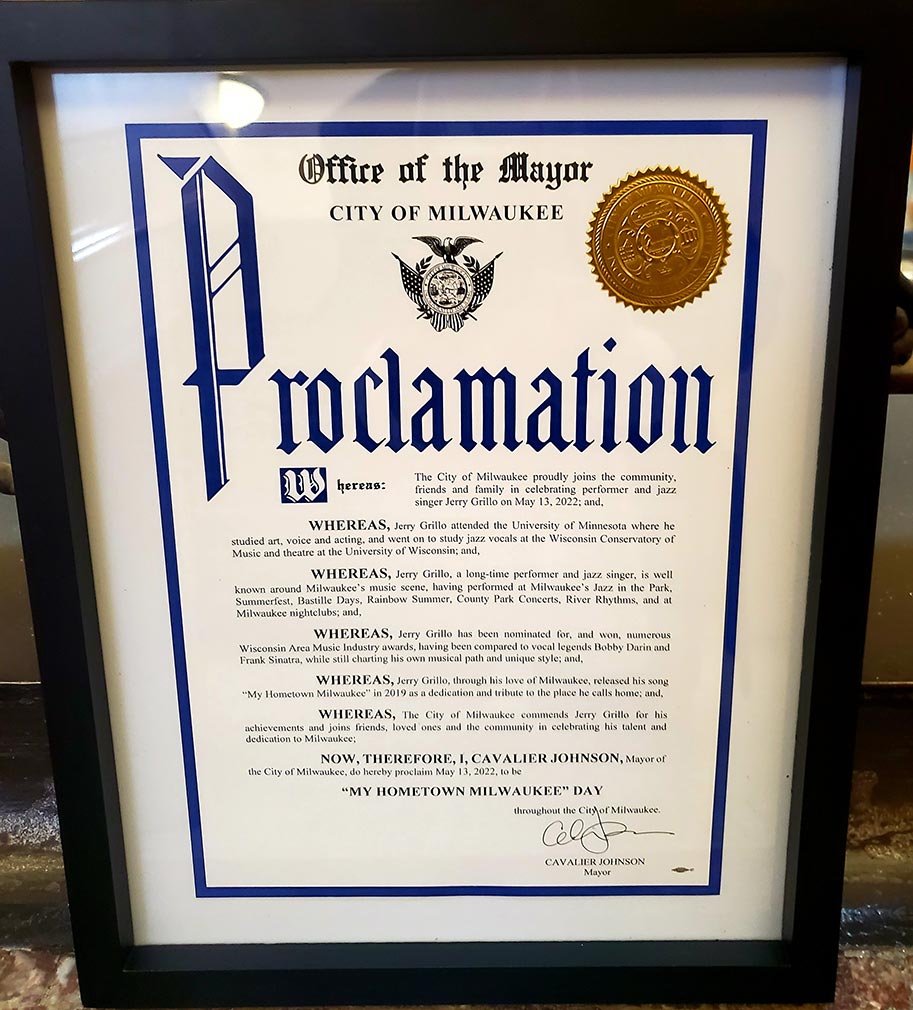 Office of the Mayor
CITY OF MILWAUKEE
Proclamation
Whereas: The City of Milwaukee proudly joins the community,
friends and family in celebrating performer and jazz
singer Jerry Grillo on May 13, 2022; and,
WHEREAS, Jerry Grillo attended the University of Minnesota where he
studied art, voice and acting, and went on to study jazz vocals at the Wisconsin Conservatory of
Music and theatre at the University of Wisconsin; and,
WHEREAS, Jerry Grillo, a long-time performer and jazz singer, is well
known around Milwaukee's music scene, having performed at Milwaukee's Jazz in the Park,
Summerfest, Bastille Days, Rainbow Summer, County Park Concerts, River Rhythms, and at
Milwaukee nightclubs; and,
WHEREAS, Jerry Grillo has been nominated for, and won, numerous
Wisconsin Area Music Industry awards, having been compared to vocal legends Bobby Darin and
Frank Sinatra, while still charting his own musical path and unique style; and,
WHEREAS, Jerry Grillo, through his love of Milwaukee, released his song
"My Hometown Milwaukee" in 2019 as a dedication and tribute to the place he calls home; and,
WHEREAS, The City of Milwaukee commends Jerry Grillo for his
achievements and joins friends, loved ones and the community in celebrating his talent and
dedication to Milwaukee;
NOW, THEREFORE, I, CAVALIER JOHNSON, Mayor of
the City of Milwaukee, do hereby proclaim May 13, 2022, to be
"MY HOMETOWN MILWAUKEE" DAY
throughout the City of Milwaukee.
CAVALIER JOHNSON
Mayor